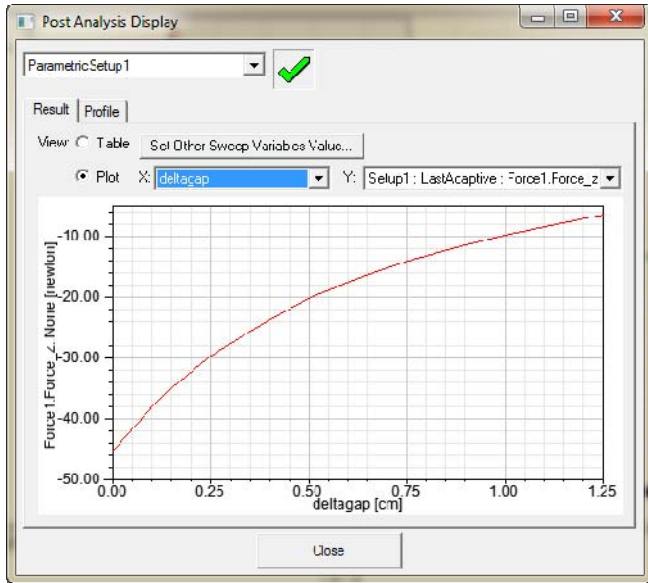 Post Analysis Display
ParametricSetup1
Result Profile
View: Table Set Other Sweep Variables Value...
Plot X: deltagap Y: Setup1 : LastAdaptive : Force1.Force_z
-10.00
-20.00
-30.00
-40.00
-50.00
Force1.Force_z. None [newton]
0.00 0.25 0.50 0.75 1.00 1.25
deltagap [cm]
Close